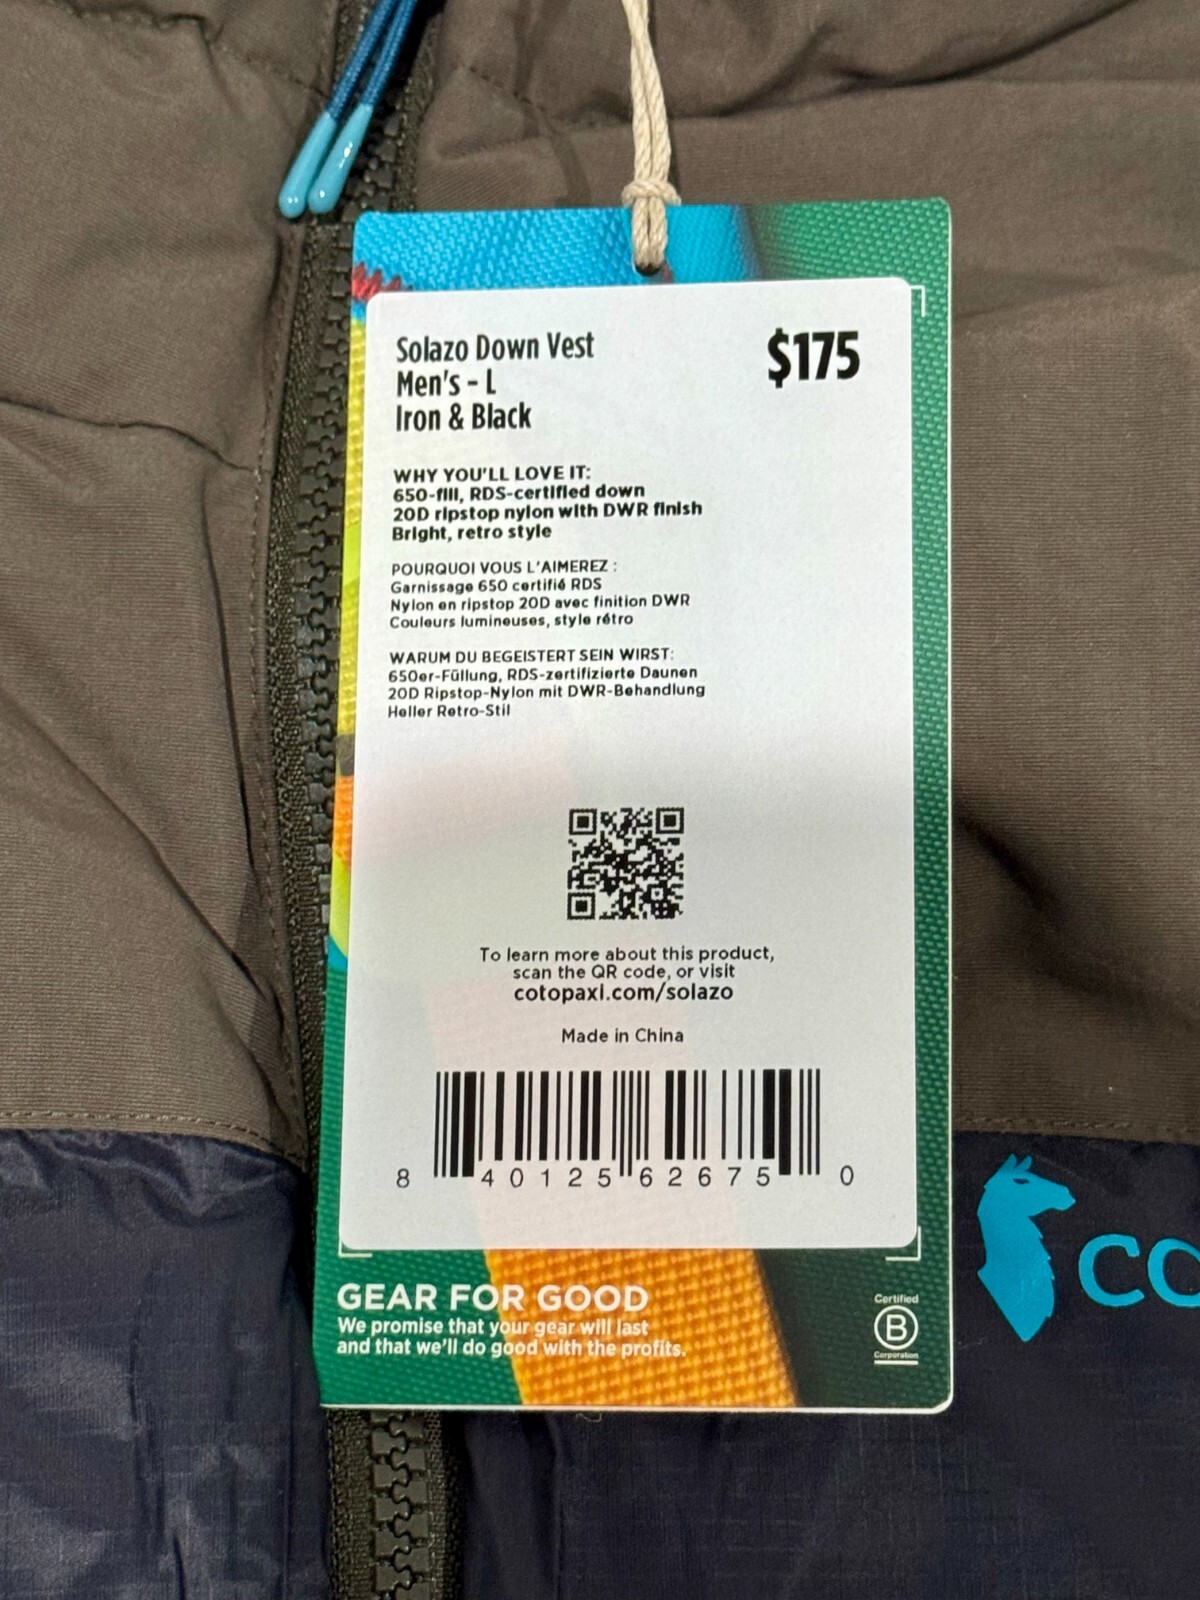 Solazo Down Vest
Men's - L
Iron & Black
$175
WHY YOU'LL LOVE IT:
650-fill, RDS-certified down
20D ripstop nylon with DWR finish
Bright, retro style
POURQUOI VOUS L'AIMEREZ :
Garnissage 650 certifié RDS
Nylon en ripstop 20D avec finition DWR
Couleurs lumineuses, style rétro
WARUM DU BEGEISTERT SEIN WIRST:
650er-Füllung, RDS-zertifizierte Daunen
20D Ripstop-Nylon mit DWR-Behandlung
Heller Retro-Stil
To learn more about this product,
scan the QR code, or visit
cotopaxi.com/solazo
Made in China
8 40125 62675 0
GEAR FOR GOOD
We promise that your gear will last
and that we'll do good with the profits.
Certified
B
Corporation
CO